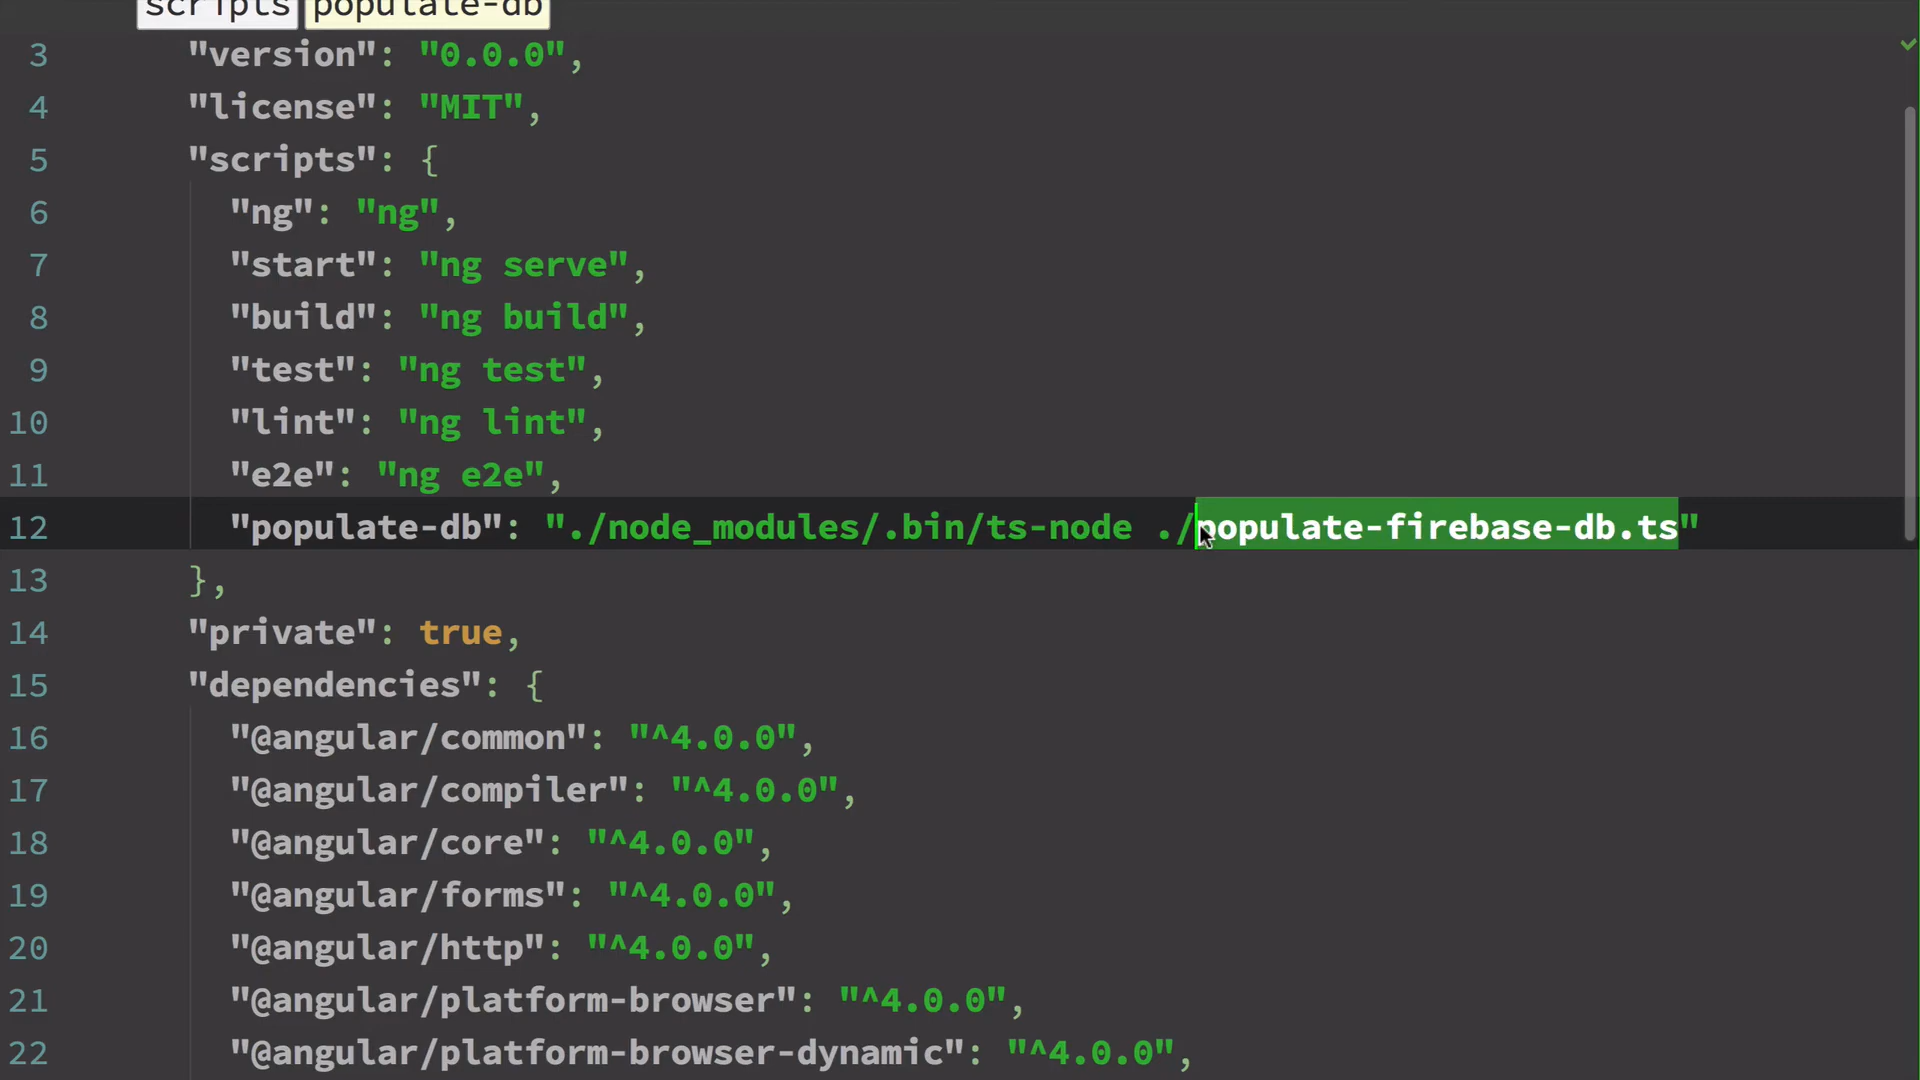 scripts populate-db
3 "version": "0.0.0",
4 "license": "MIT",
5 "scripts": {
6 "ng": "ng",
7 "start": "ng serve",
8 "build": "ng build",
9 "test": "ng test",
10 "lint": "ng lint",
11 "e2e": "ng e2e",
12 "populate-db": "./node_modules/.bin/ts-node ./populate-firebase-db.ts"
13 },
14 "private": true,
15 "dependencies": {
16 "@angular/common": "^4.0.0",
17 "@angular/compiler": "^4.0.0",
18 "@angular/core": "^4.0.0",
19 "@angular/forms": "^4.0.0",
20 "@angular/http": "^4.0.0",
21 "@angular/platform-browser": "^4.0.0",
22 "@angular/platform-browser-dynamic": "^4.0.0",